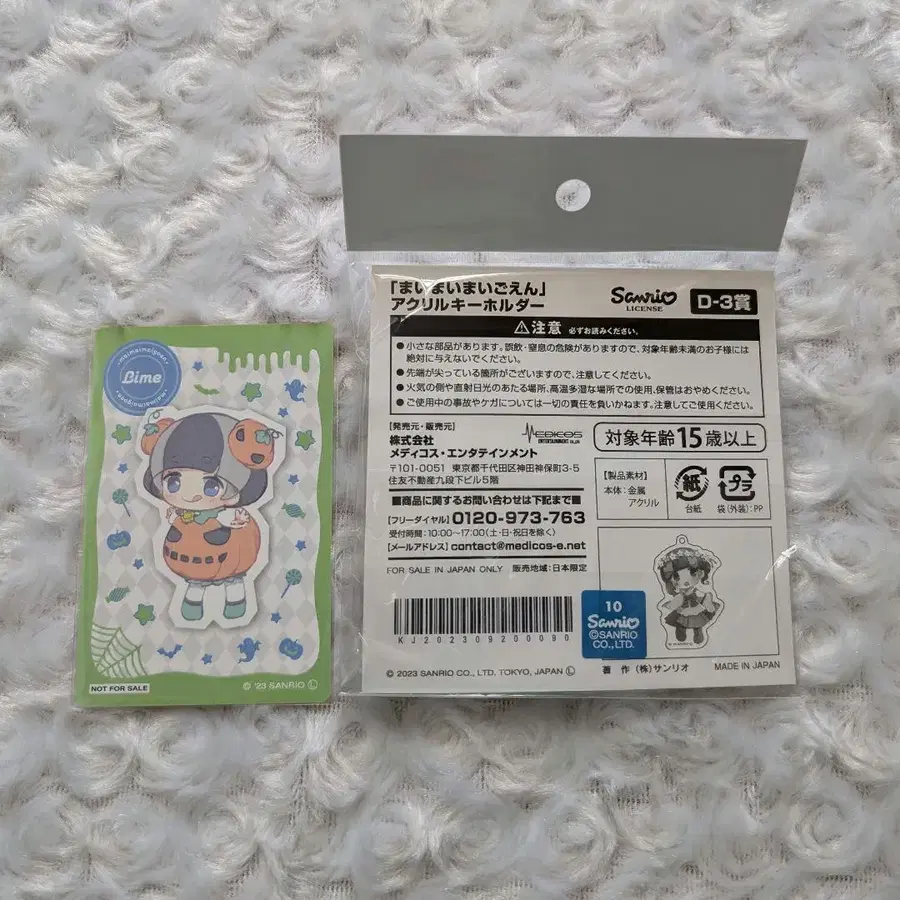 maimaimaigoen
Lime
maimaimaigoen
NOT FOR SALE
© '23 SANRIO Ⓛ
「まいまいまいごえん」
アクリルキーホルダー
Sanrio
LICENSE
D-3賞
⚠注意 必ずお読みください。
●小さな部品があります。誤飲・窒息の危険がありますので、対象年齢未満のお子様には
絶対に与えないでください。
●先端が尖っている箇所がございますので、注意してください。
●火気の側や直射日光のあたる場所、高温多湿な場所での使用、保管はおやめください。
●ご使用中の事故やケガについては一切の責任を負いかねます。注意してご使用ください。
【発売元・販売元】
株式会社
メディコス・エンタテインメント
MEDICOS
ENTERTAINMENT
〒101-0051 東京都千代田区神田神保町3-5
住友不動産九段下ビル5階
■商品に関するお問い合わせは下記まで■
【フリーダイヤル】0120-973-763
受付時間:10:00~17:00(土・日・祝日を除く)
【メールアドレス】contact@medicos-e.net
FOR SALE IN JAPAN ONLY 販売地域:日本限定
対象年齢15歳以上
【製品素材】
本体:金属
アクリル
紙
台紙
プラ
袋(外装):PP
KJ202309200090
10
Sanrio
©SANRIO
CO., LTD.
© 2023 SANRIO CO., LTD. TOKYO, JAPAN Ⓛ
著作(株)サンリオ
MADE IN JAPAN